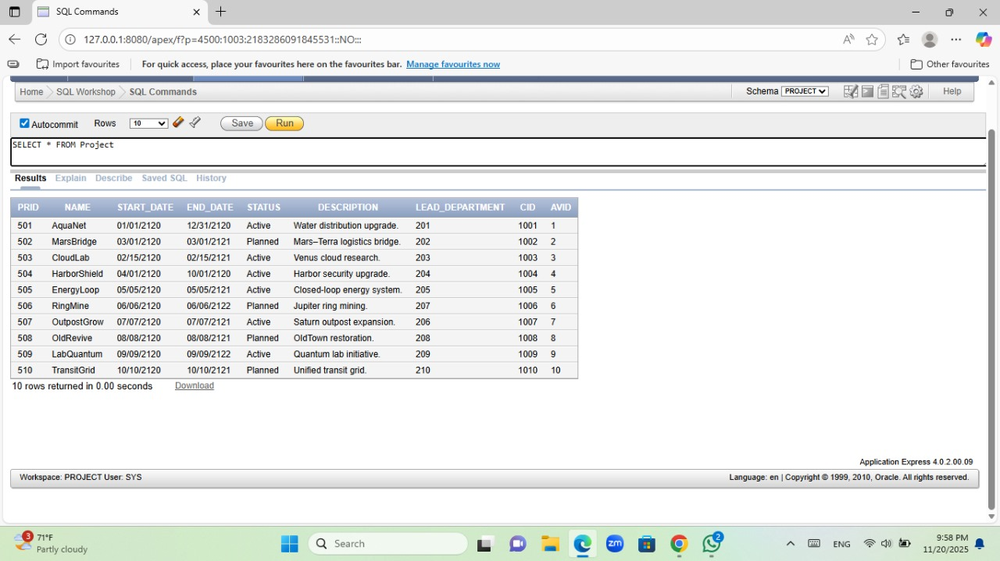 SQL Commands
127.0.0.1:8080/apex/f?p=4500:1003:2183286091845531::NO:::
Import favourites For quick access, place your favourites here on the favourites bar. Manage favourites now Other favourites
Home SQL Workshop SQL Commands Schema PROJECT Help
Autocommit Rows 10 Save Run
SELECT * FROM Project
Results Explain Describe Saved SQL History
PRID NAME START_DATE END_DATE STATUS DESCRIPTION LEAD_DEPARTMENT CID AVID
501 AquaNet 01/01/2120 12/31/2120 Active Water distribution upgrade. 201 1001 1
502 MarsBridge 03/01/2120 03/01/2121 Planned Mars–Terra logistics bridge. 202 1002 2
503 CloudLab 02/15/2120 02/15/2121 Active Venus cloud research. 203 1003 3
504 HarborShield 04/01/2120 10/01/2120 Active Harbor security upgrade. 204 1004 4
505 EnergyLoop 05/05/2120 05/05/2121 Active Closed-loop energy system. 205 1005 5
506 RingMine 06/06/2120 06/06/2122 Planned Jupiter ring mining. 207 1006 6
507 OutpostGrow 07/07/2120 07/07/2121 Active Saturn outpost expansion. 206 1007 7
508 OldRevive 08/08/2120 08/08/2121 Planned OldTown restoration. 208 1008 8
509 LabQuantum 09/09/2120 09/09/2122 Active Quantum lab initiative. 209 1009 9
510 TransitGrid 10/10/2120 10/10/2121 Planned Unified transit grid. 210 1010 10
10 rows returned in 0.00 seconds Download
Application Express 4.0.2.00.09
Workspace: PROJECT User: SYS Language: en | Copyright © 1999, 2010, Oracle. All rights reserved.
3 71°F Search zm 2 ENG 9:58 PM
Partly cloudy 11/20/2025